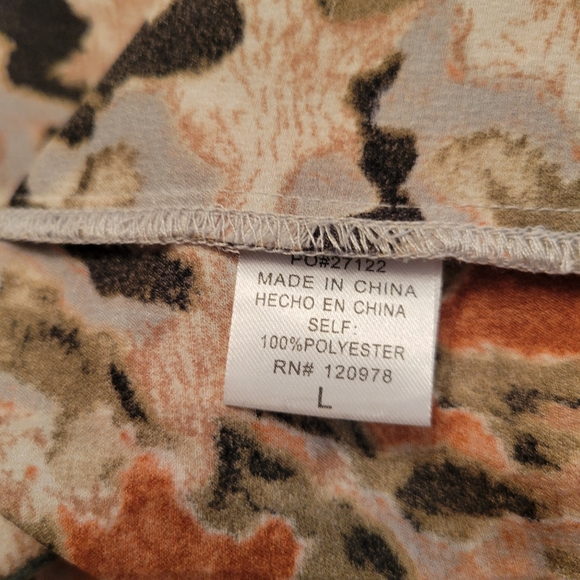 PO#27122
MADE IN CHINA
HECHO EN CHINA
SELF:
100%POLYESTER
RN# 120978
L